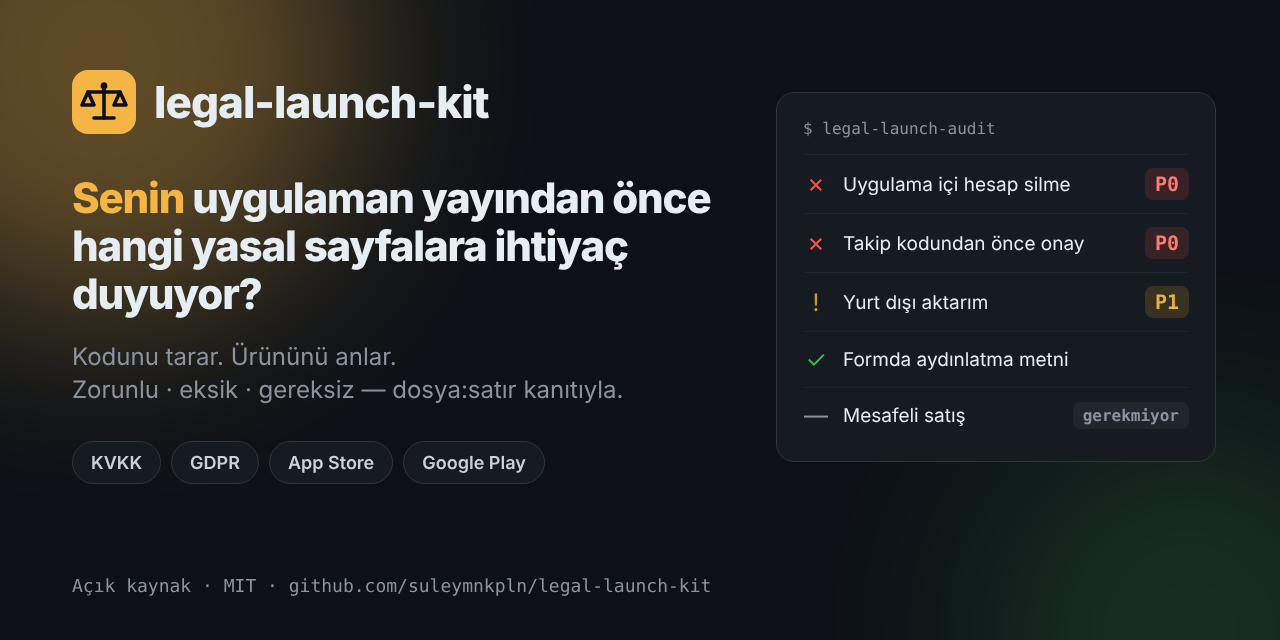 legal-launch-kit
Senin uygulaman yayından önce
hangi yasal sayfalara ihtiyaç
duyuyor?
Kodunu tarar. Ürününü anlar.
Zorunlu · eksik · gereksiz — dosya:satır kanıtıyla.
KVKK GDPR App Store Google Play
Açık kaynak · MIT · github.com/suleymnkpln/legal-launch-kit
$ legal-launch-audit
✕ Uygulama içi hesap silme P0
✕ Takip kodundan önce onay P0
! Yurt dışı aktarım P1
✓ Formda aydınlatma metni
— Mesafeli satış gerekmiyor